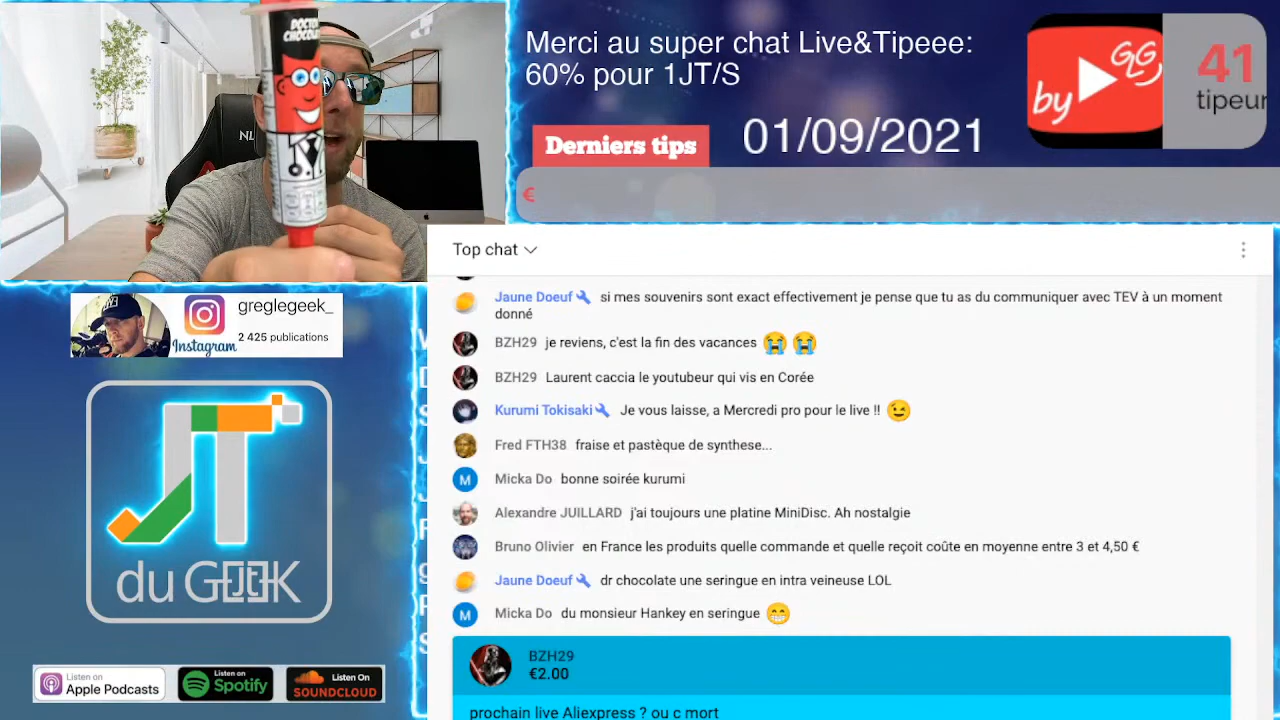 DOCTOR
CHOCOLATE
NL
Merci au super chat Live&Tipeee:
60% pour 1JT/S
Derniers tips
01/09/2021
€
by GLG
41
tipeur
Top chat
Jaune Doeuf si mes souvenirs sont exact effectivement je pense que tu as du communiquer avec TEV à un moment
donné
BZH29 je reviens, c'est la fin des vacances 😭 😭
BZH29 Laurent caccia le youtubeur qui vis en Corée
Kurumi Tokisaki Je vous laisse, a Mercredi pro pour le live !! 😉
Fred FTH38 fraise et pastèque de synthese...
M Micka Do bonne soirée kurumi
Alexandre JUILLARD j'ai toujours une platine MiniDisc. Ah nostalgie
Bruno Olivier en France les produits quelle commande et quelle reçoit coûte en moyenne entre 3 et 4,50 €
Jaune Doeuf dr chocolate une seringue en intra veineuse LOL
M Micka Do du monsieur Hankey en seringue 😁
BZH29
€2.00
prochain live Aliexpress ? ou c mort
greglegeek_
2 425 publications
Instagram
JT
du GEEK
Listen on
Apple Podcasts
Listen on
Spotify
Listen On
SOUNDCLOUD